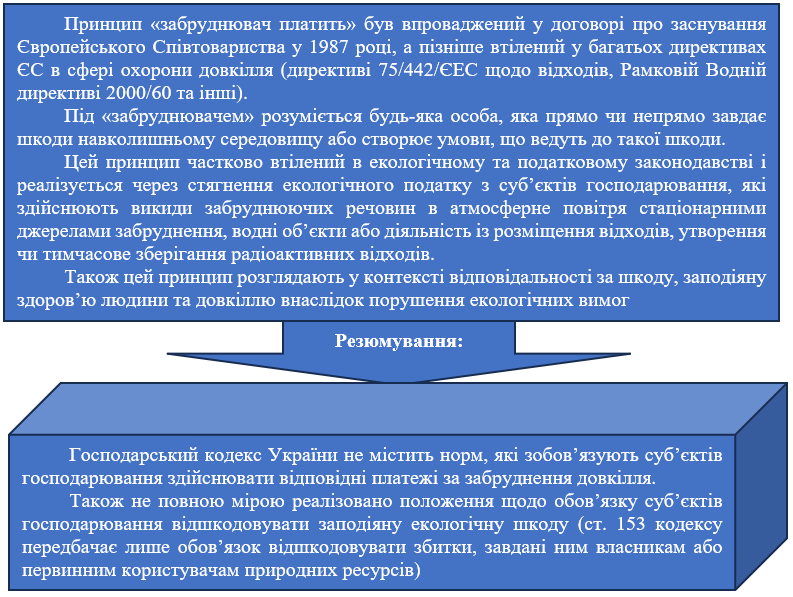 Принцип «забруднювач платить» був впроваджений у договорі про заснування
Європейського Співтовариства у 1987 році, а пізніше втілений у багатьох директивах
ЄС в сфері охорони довкілля (директиві 75/442/ЄЕС щодо відходів, Рамковій Водній
директиві 2000/60 та інші).
Під «забруднювачем» розуміється будь-яка особа, яка прямо чи непрямо завдає
шкоди навколишньому середовищу або створює умови, що ведуть до такої шкоди.
Цей принцип частково втілений в екологічному та податковому законодавстві і
реалізується через стягнення екологічного податку з суб’єктів господарювання, які
здійснюють викиди забруднюючих речовин в атмосферне повітря стаціонарними
джерелами забруднення, водні об’єкти або діяльність із розміщення відходів, утворення
чи тимчасове зберігання радіоактивних відходів.
Також цей принцип розглядають у контексті відповідальності за шкоду, заподіяну
здоров’ю людини та довкіллю внаслідок порушення екологічних вимог
Резюмування:
Господарський кодекс України не містить норм, які зобов’язують суб’єктів
господарювання здійснювати відповідні платежі за забруднення довкілля.
Також не повною мірою реалізовано положення щодо обов’язку суб’єктів
господарювання відшкодовувати заподіяну екологічну шкоду (ст. 153 кодексу
передбачає лише обов’язок відшкодовувати збитки, завдані ним власникам або
первинним користувачам природних ресурсів)